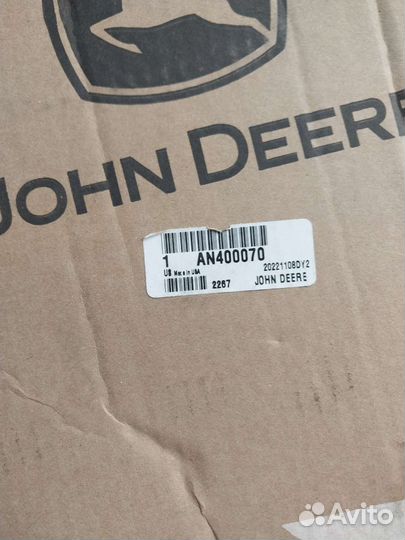 JOHN DEERE
1 AN400070
US Made in USA
20221108DY2
2267
JOHN DEERE
Avito